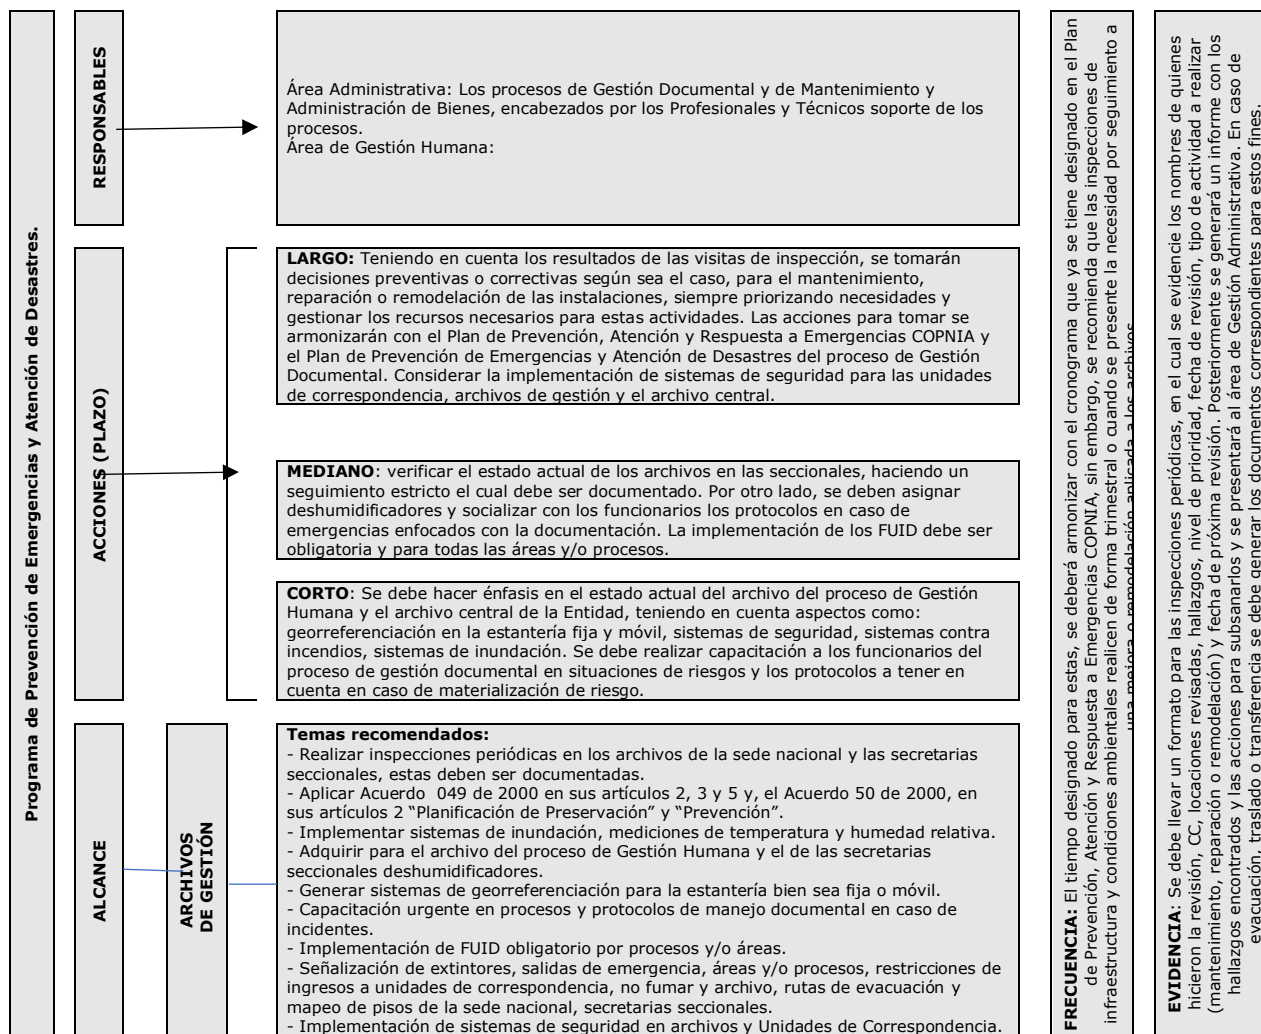 Programa de Prevención de Emergencias y Atención de Desastres.
RESPONSABLES
Área Administrativa: Los procesos de Gestión Documental y de Mantenimiento y
Administración de Bienes, encabezados por los Profesionales y Técnicos soporte de los
procesos.
Área de Gestión Humana:
ACCIONES (PLAZO)
LARGO: Teniendo en cuenta los resultados de las visitas de inspección, se tomarán
decisiones preventivas o correctivas según sea el caso, para el mantenimiento,
reparación o remodelación de las instalaciones, siempre priorizando necesidades y
gestionar los recursos necesarios para estas actividades. Las acciones para tomar se
armonizarán con el Plan de Prevención, Atención y Respuesta a Emergencias COPNIA y
el Plan de Prevención de Emergencias y Atención de Desastres del proceso de Gestión
Documental. Considerar la implementación de sistemas de seguridad para las unidades
de correspondencia, archivos de gestión y el archivo central.
MEDIANO: verificar el estado actual de los archivos en las seccionales, haciendo un
seguimiento estricto el cual debe ser documentado. Por otro lado, se deben asignar
deshumidificadores y socializar con los funcionarios los protocolos en caso de
emergencias enfocados con la documentación. La implementación de los FUID debe ser
obligatoria y para todas las áreas y/o procesos.
CORTO: Se debe hacer énfasis en el estado actual del archivo del proceso de Gestión
Humana y el archivo central de la Entidad, teniendo en cuenta aspectos como:
georreferenciación en la estantería fija y móvil, sistemas de seguridad, sistemas contra
incendios, sistemas de inundación. Se debe realizar capacitación a los funcionarios del
proceso de gestión documental en situaciones de riesgos y los protocolos a tener en
cuenta en caso de materialización de riesgo.
ALCANCE
ARCHIVOS
DE GESTIÓN
Temas recomendados:
- Realizar inspecciones periódicas en los archivos de la sede nacional y las secretarias
seccionales, estas deben ser documentadas.
- Aplicar Acuerdo 049 de 2000 en sus artículos 2, 3 y 5 y, el Acuerdo 50 de 2000, en
sus artículos 2 “Planificación de Preservación” y “Prevención”.
- Implementar sistemas de inundación, mediciones de temperatura y humedad relativa.
- Adquirir para el archivo del proceso de Gestión Humana y el de las secretarias
seccionales deshumidificadores.
- Generar sistemas de georreferenciación para la estantería bien sea fija o móvil.
- Capacitación urgente en procesos y protocolos de manejo documental en caso de
incidentes.
- Implementación de FUID obligatorio por procesos y/o áreas.
- Señalización de extintores, salidas de emergencia, áreas y/o procesos, restricciones de
ingresos a unidades de correspondencia, no fumar y archivo, rutas de evacuación y
mapeo de pisos de la sede nacional, secretarias seccionales.
- Implementación de sistemas de seguridad en archivos y Unidades de Correspondencia.
FRECUENCIA: El tiempo designado para estas, se deberá armonizar con el cronograma que ya se tiene designado en el Plan
de Prevención, Atención y Respuesta a Emergencias COPNIA, sin embargo, se recomienda que las inspecciones de
infraestructura y condiciones ambientales realicen de forma trimestral o cuando se presente la necesidad por seguimiento a
una mejora o remodelación aplicada a los archivos
EVIDENCIA: Se debe llevar un formato para las inspecciones periódicas, en el cual se evidencie los nombres de quienes
hicieron la revisión, CC, locaciones revisadas, hallazgos, nivel de prioridad, fecha de revisión, tipo de actividad a realizar
(mantenimiento, reparación o remodelación) y fecha de próxima revisión. Posteriormente se generará un informe con los
hallazgos encontrados y las acciones para subsanarlos y se presentará al área de Gestión Administrativa. En caso de
evacuación, traslado o transferencia se debe generar los documentos correspondientes para estos fines.